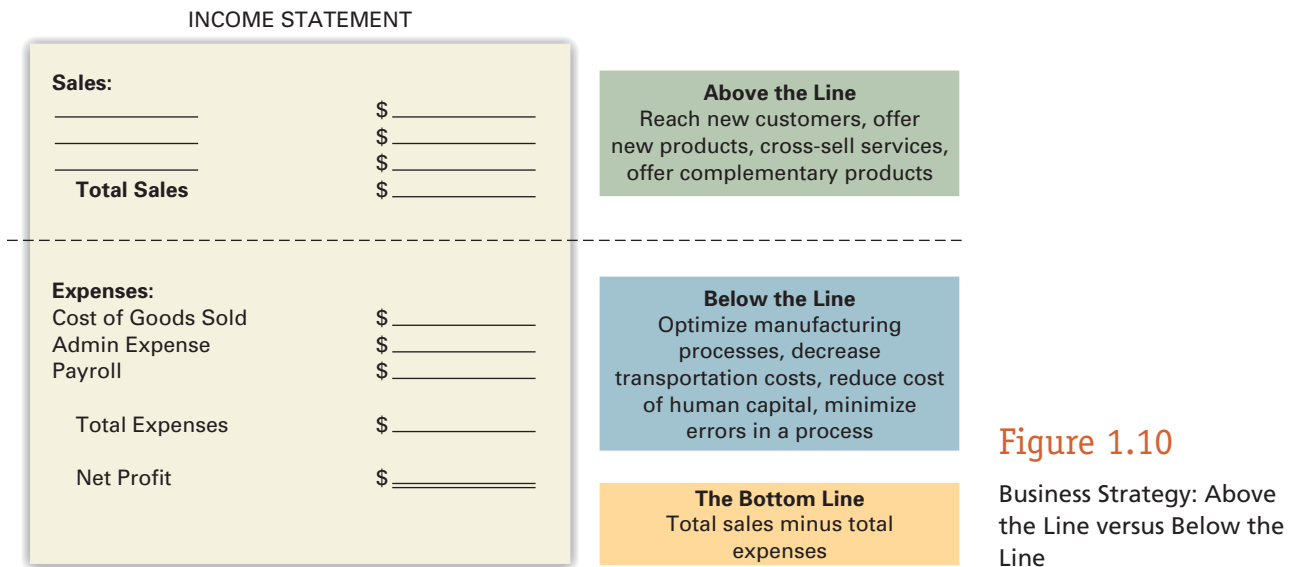 INCOME STATEMENT
Sales:
$
$
$
Total Sales $
Above the Line
Reach new customers, offer
new products, cross-sell services,
offer complementary products
Expenses:
Cost of Goods Sold $
Admin Expense $
Payroll $
Total Expenses $
Net Profit $
Below the Line
Optimize manufacturing
processes, decrease
transportation costs, reduce cost
of human capital, minimize
errors in a process
The Bottom Line
Total sales minus total
expenses
Figure 1.10
Business Strategy: Above
the Line versus Below the
Line